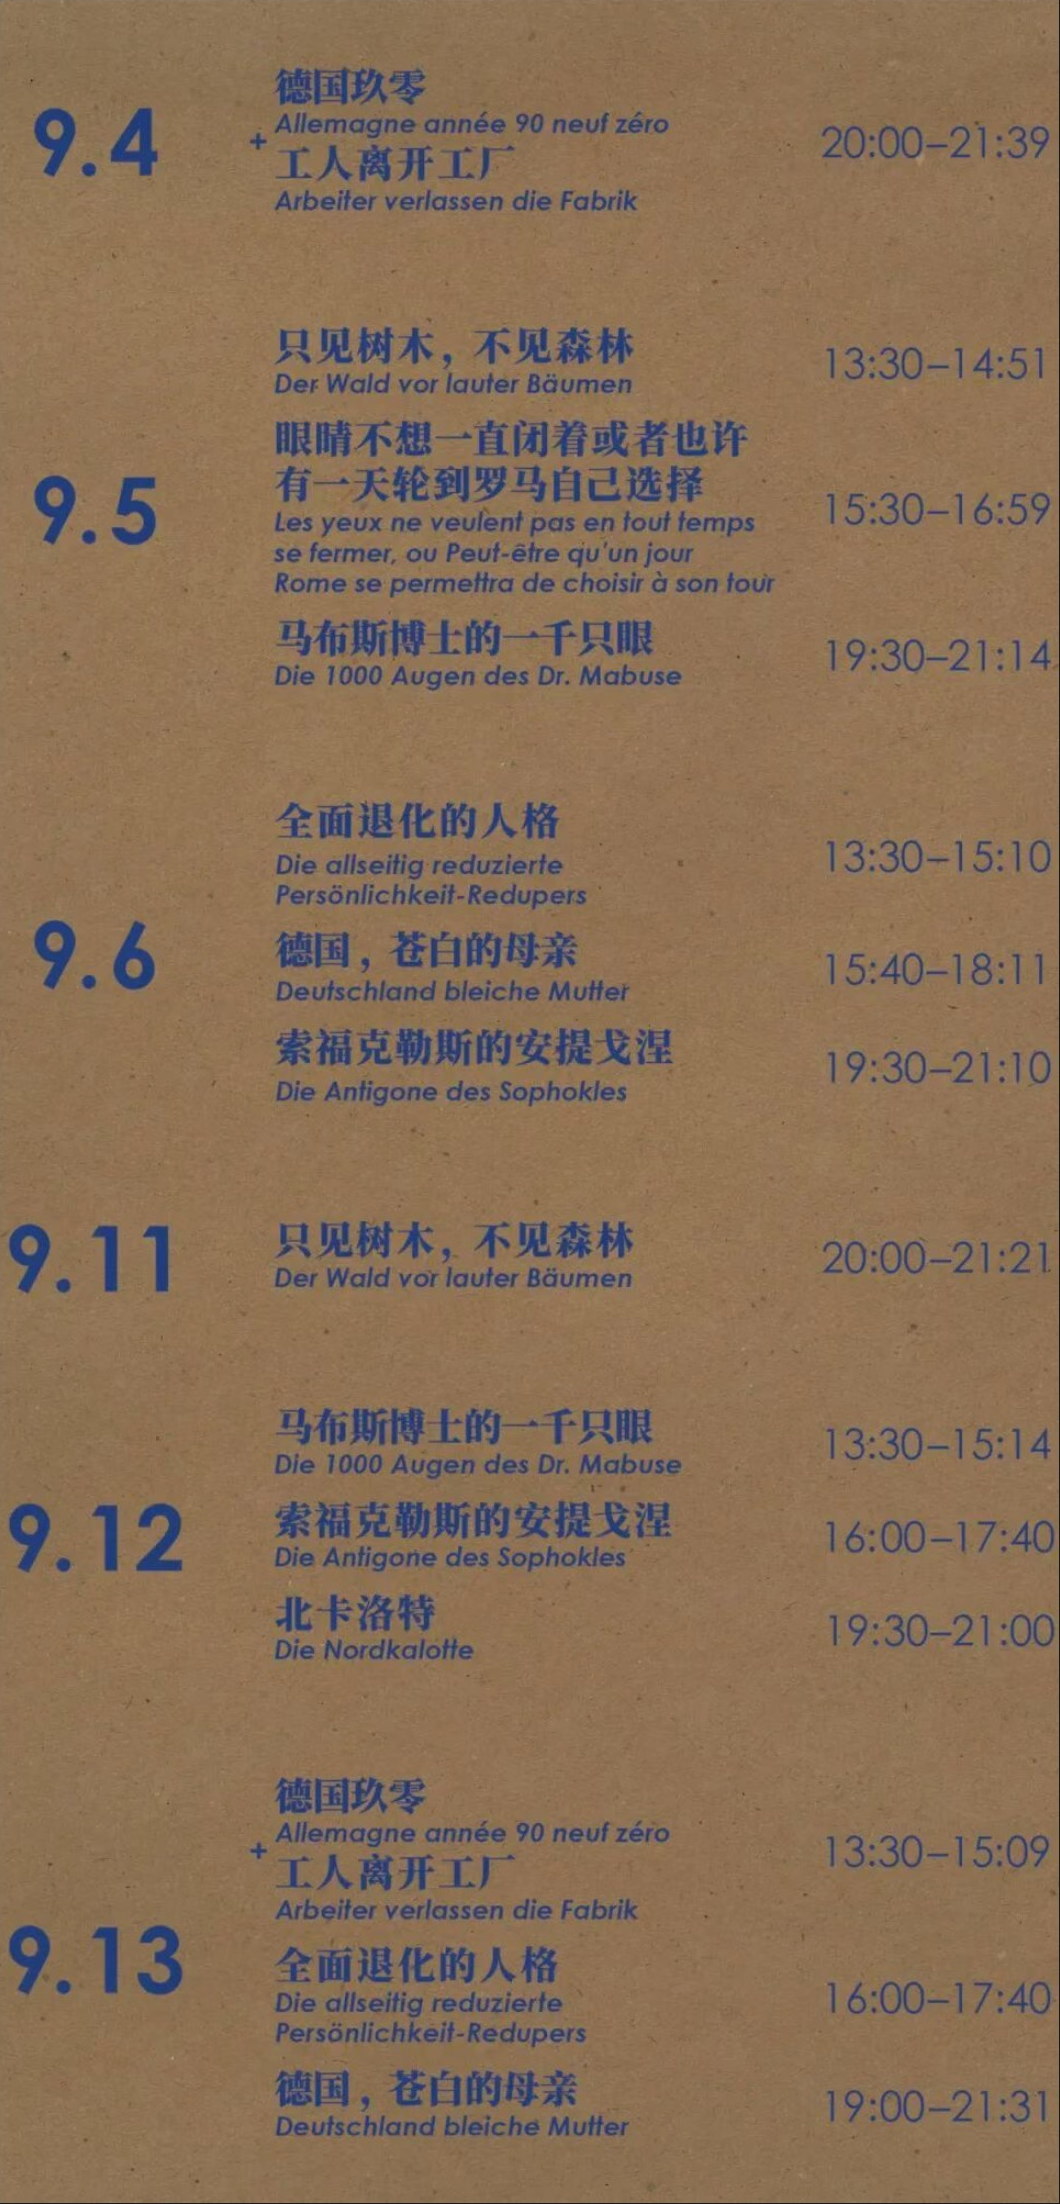 9.4
德国玖零
+ Allemagne année 90 neuf zéro
工人离开工厂
Arbeiter verlassen die Fabrik
20:00–21:39
9.5
只见树木，不见森林
Der Wald vor lauter Bäumen
13:30–14:51
眼睛不想一直闭着或者也许
有一天轮到罗马自己选择
Les yeux ne veulent pas en tout temps
se fermer, ou Peut-être qu'un jour
Rome se permettra de choisir à son tour
15:30–16:59
马布斯博士的一千只眼
Die 1000 Augen des Dr. Mabuse
19:30–21:14
9.6
全面退化的人格
Die allseitig reduzierte
Persönlichkeit-Redupers
13:30–15:10
德国，苍白的母亲
Deutschland bleiche Mutter
15:40–18:11
索福克勒斯的安提戈涅
Die Antigone des Sophokles
19:30–21:10
9.11
只见树木，不见森林
Der Wald vor lauter Bäumen
20:00–21:21
9.12
马布斯博士的一千只眼
Die 1000 Augen des Dr. Mabuse
13:30–15:14
索福克勒斯的安提戈涅
Die Antigone des Sophokles
16:00–17:40
北卡洛特
Die Nordkalotte
19:30–21:00
9.13
德国玖零
+ Allemagne année 90 neuf zéro
工人离开工厂
Arbeiter verlassen die Fabrik
13:30–15:09
全面退化的人格
Die allseitig reduzierte
Persönlichkeit-Redupers
16:00–17:40
德国，苍白的母亲
Deutschland bleiche Mutter
19:00–21:31